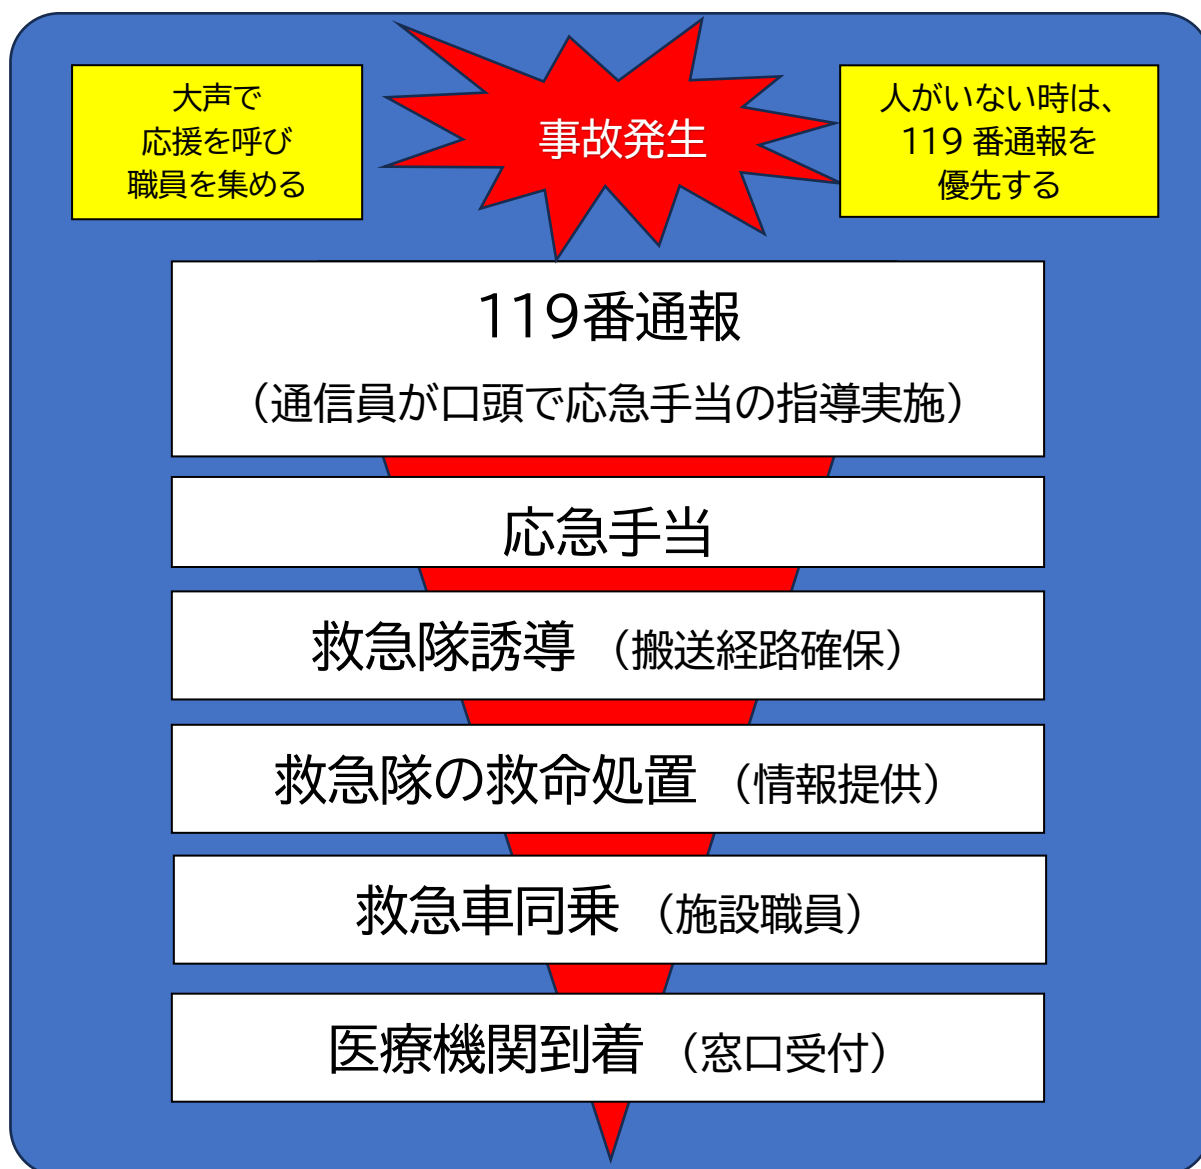 大声で
応援を呼び
職員を集める
事故発生
人がいない時は、
119 番通報を
優先する
119番通報
（通信員が口頭で応急手当の指導実施）
応急手当
救急隊誘導 （搬送経路確保）
救急隊の救命処置 （情報提供）
救急車同乗 （施設職員）
医療機関到着 （窓口受付）